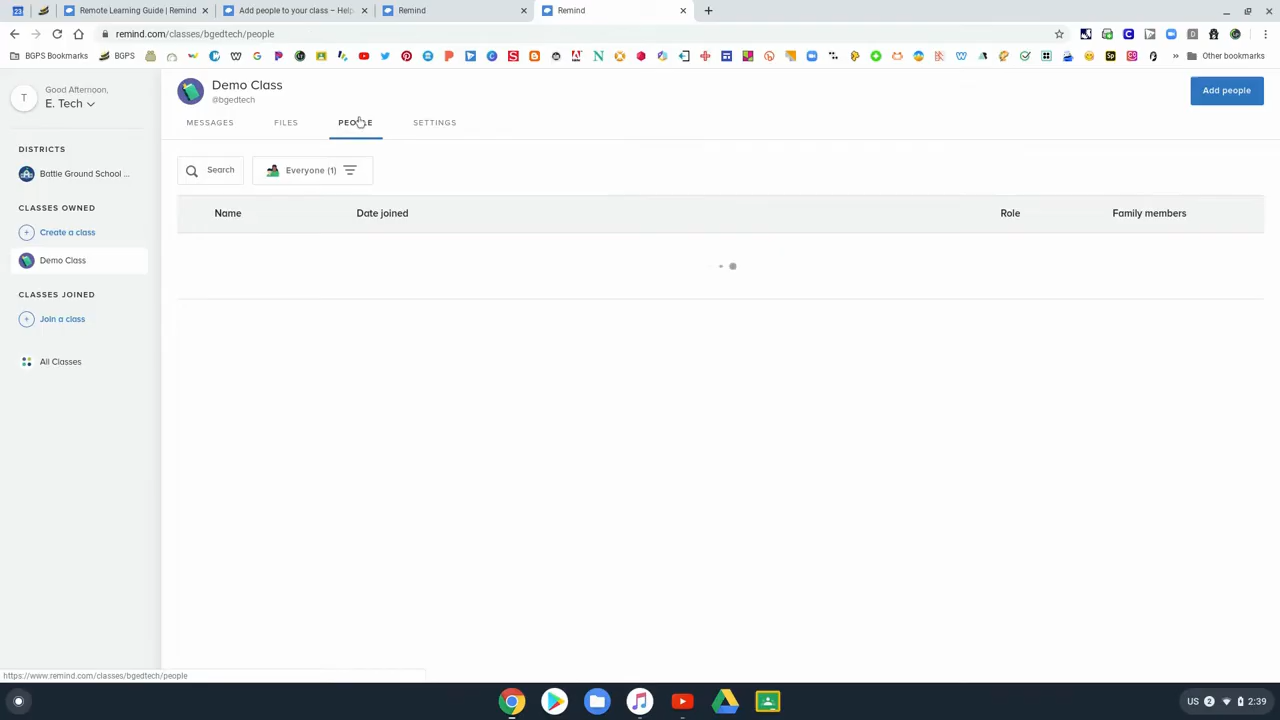 23
Remote Learning Guide | Remind
Add people to your class – Help
Remind
Remind
remind.com/classes/bgedtech/people
BGPS Bookmarks
BGPS
Other bookmarks
Good Afternoon,
E. Tech
T
Demo Class
@bgedtech
Add people
MESSAGES
FILES
PEOPLE
SETTINGS
DISTRICTS
Battle Ground School ...
Search
Everyone (1)
CLASSES OWNED
Create a class
Demo Class
Name
Date joined
Role
Family members
CLASSES JOINED
Join a class
All Classes
https://www.remind.com/classes/bgedtech/people
US
2
2:39